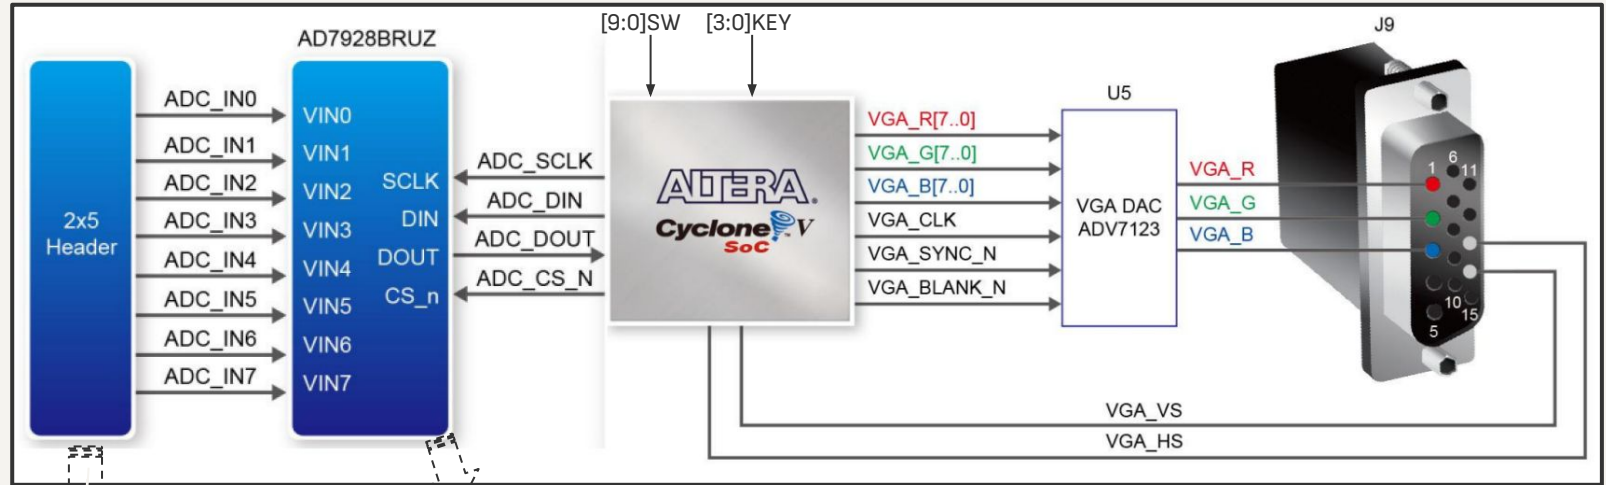 [9:0]SW [3:0]KEY
J9
AD7928BRUZ
U5
2x5
Header
ADC_IN0
ADC_IN1
ADC_IN2
ADC_IN3
ADC_IN4
ADC_IN5
ADC_IN6
ADC_IN7
VIN0
VIN1
VIN2
VIN3
VIN4
VIN5
VIN6
VIN7
SCLK
DIN
DOUT
CS_n
ADC_SCLK
ADC_DIN
ADC_DOUT
ADC_CS_N
ALTERA.
Cyclone V
SoC
VGA_R[7..0]
VGA_G[7..0]
VGA_B[7..0]
VGA_CLK
VGA_SYNC_N
VGA_BLANK_N
VGA DAC
ADV7123
VGA_R
VGA_G
VGA_B
1
6
11
10
15
5
VGA_VS
VGA_HS